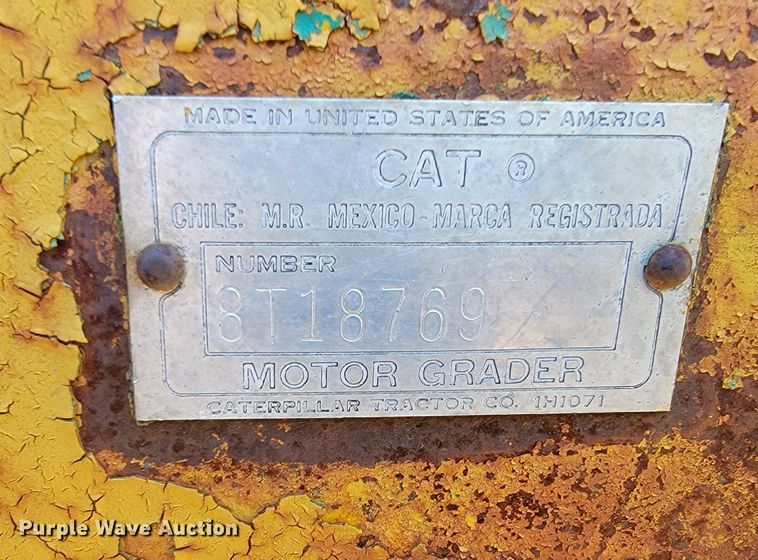 MADE IN UNITED STATES OF AMERICA
CAT ®
CHILE: M.R. MEXICO-MARCA REGISTRADA
NUMBER
8T18769
MOTOR GRADER
CATERPILLAR TRACTOR CO. 1H1071
Purple Wave Auction